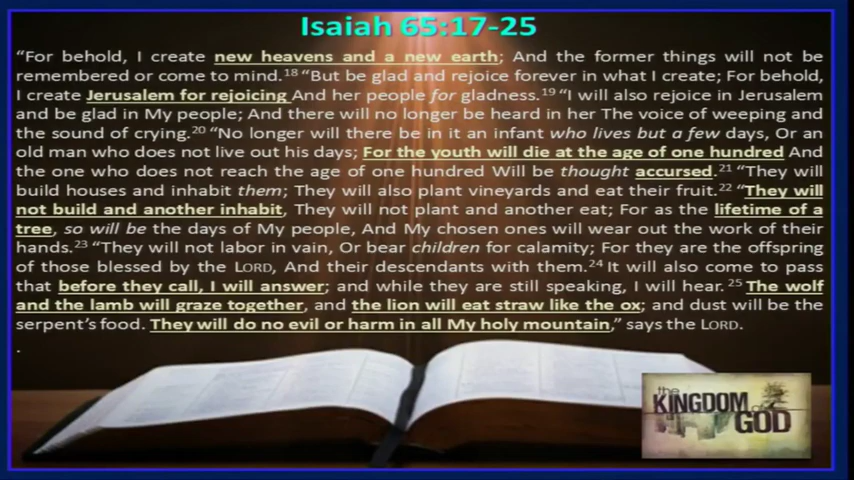 Isaiah 65:17-25
“For behold, I create new heavens and a new earth; And the former things will not be
remembered or come to mind.18 “But be glad and rejoice forever in what I create; For behold,
I create Jerusalem for rejoicing And her people for gladness.19 “I will also rejoice in Jerusalem
and be glad in My people; And there will no longer be heard in her The voice of weeping and
the sound of crying.20 “No longer will there be in it an infant who lives but a few days, Or an
old man who does not live out his days; For the youth will die at the age of one hundred And
the one who does not reach the age of one hundred Will be thought accursed.21 “They will
build houses and inhabit them; They will also plant vineyards and eat their fruit.22 “They will
not build and another inhabit, They will not plant and another eat; For as the lifetime of a
tree, so will be the days of My people, And My chosen ones will wear out the work of their
hands.23 “They will not labor in vain, Or bear children for calamity; For they are the offspring
of those blessed by the LORD, And their descendants with them.24 It will also come to pass
that before they call, I will answer; and while they are still speaking, I will hear. 25 The wolf
and the lamb will graze together, and the lion will eat straw like the ox; and dust will be the
serpent’s food. They will do no evil or harm in all My holy mountain,” says the LORD.
.
the
KINGDOM of
GOD